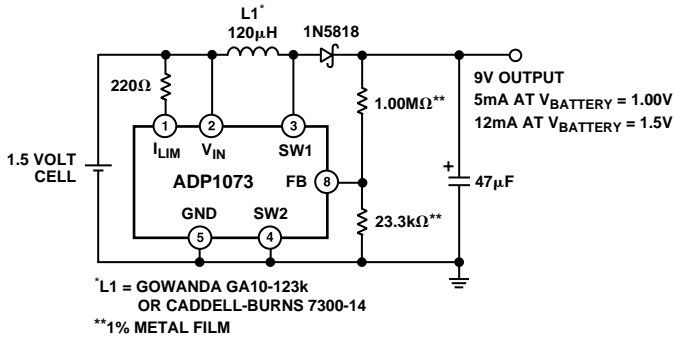 L1*
120µH
1N5818
220Ω
1.00MΩ**
9V OUTPUT
5mA AT VBATTERY = 1.00V
12mA AT VBATTERY = 1.5V
1 2 3
ILIM VIN SW1
1.5 VOLT
CELL
ADP1073 FB 8
47µF
GND SW2
23.3kΩ**
5 4
*L1 = GOWANDA GA10-123k
OR CADDELL-BURNS 7300-14
**1% METAL FILM